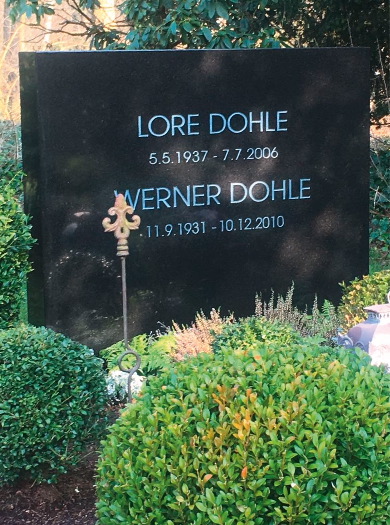 LORE DOHLE
5.5.1937 - 7.7.2006
WERNER DOHLE
11.9.1931 - 10.12.2010